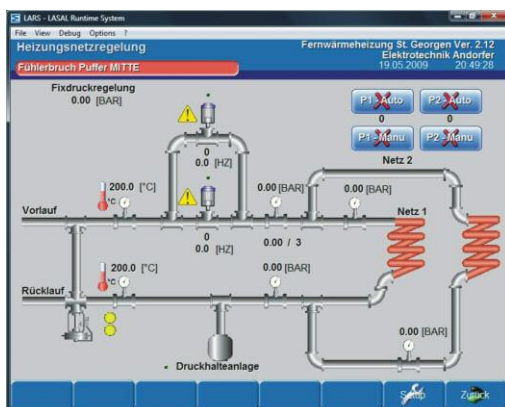 LARS - LASAL Runtime System
File View Debug Options ?
Heizungsnetzregelung
Fernwärmeheizung St. Georgen Ver. 2.12
Elektrotechnik Andorfer
19.05.2009 20:49:28
Fühlerbruch Puffer MITTE
Fixdruckregelung
0.00 [BAR]
P1 - Auto P2 - Auto
0 0
P1 - Manu P2 - Manu
Netz 2
0
0.0 [HZ]
200.0 [°C]
0.00 [BAR]
0.00 [BAR]
°C
Vorlauf
Netz 1
0
0.0 [HZ]
0.00 / 3
200.0 [°C]
0.00 [BAR]
°C
Rücklauf
0.00 [BAR]
Druckhalteanlage
Setup Zurück